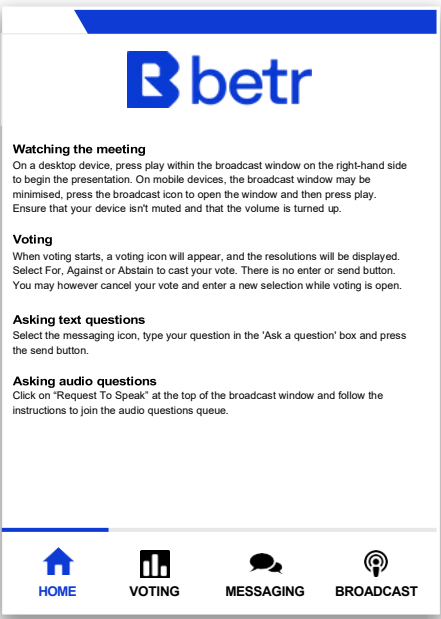 betr
Watching the meeting
On a desktop device, press play within the broadcast window on the right-hand side
to begin the presentation. On mobile devices, the broadcast window may be
minimised, press the broadcast icon to open the window and then press play.
Ensure that your device isn't muted and that the volume is turned up.
Voting
When voting starts, a voting icon will appear, and the resolutions will be displayed.
Select For, Against or Abstain to cast your vote. There is no enter or send button.
You may however cancel your vote and enter a new selection while voting is open.
Asking text questions
Select the messaging icon, type your question in the 'Ask a question' box and press
the send button.
Asking audio questions
Click on “Request To Speak” at the top of the broadcast window and follow the
instructions to join the audio questions queue.
HOME VOTING MESSAGING BROADCAST